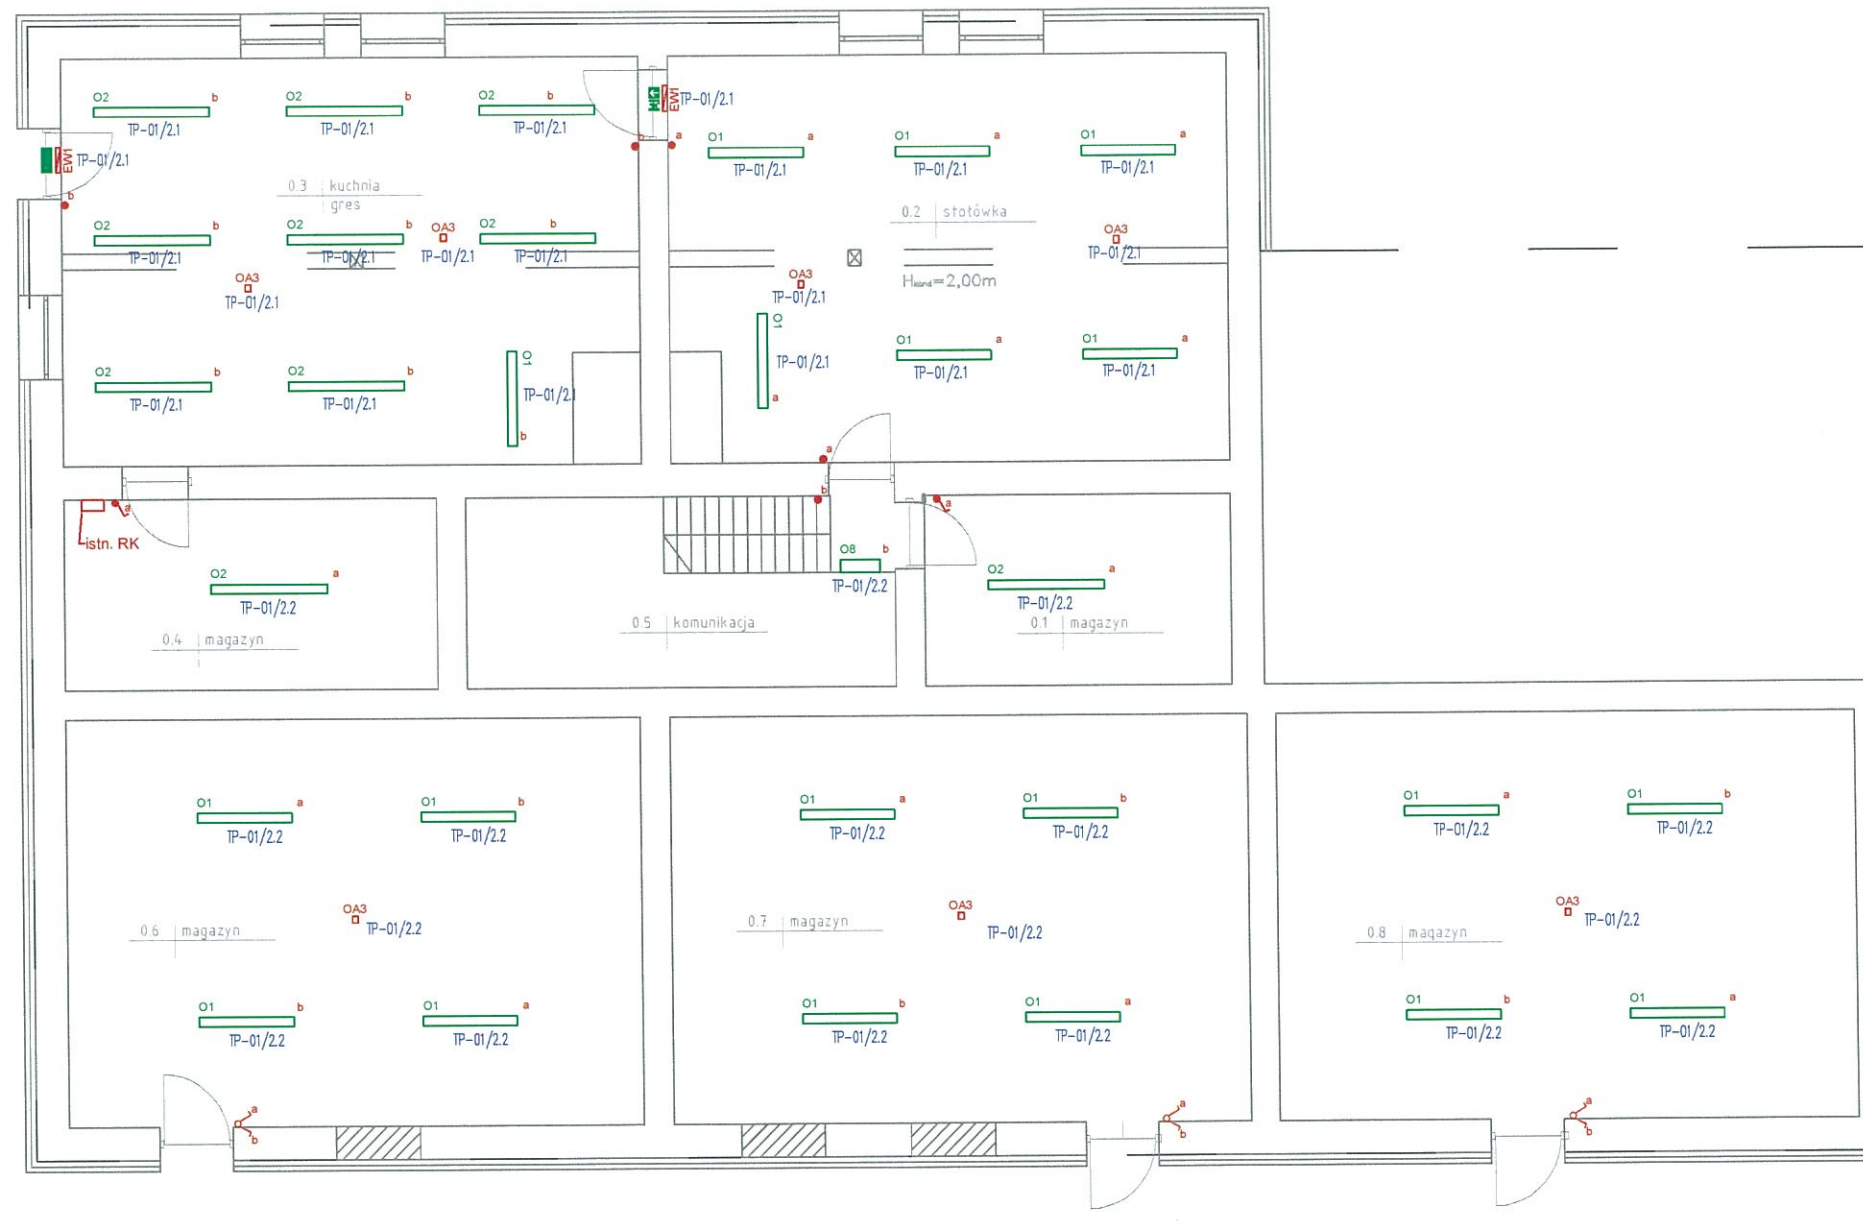 O2 b
TP-01/2.1
O2 b
TP-01/2.1
O2 b
TP-01/2.1
EW1
TP-01/2.1
EW1
TP-01/2.1
b
b
a
0.3 kuchnia
gres
O2 b
TP-01/2.1
O2 b
TP-01/2.1
OA3
TP-01/2.1
O2 b
TP-01/2.1
OA3
TP-01/2.1
O2 b
TP-01/2.1
O2 b
TP-01/2.1
O1
TP-01/2.1
b
O1 a
TP-01/2.1
O1 a
TP-01/2.1
O1 a
TP-01/2.1
0.2 stołówka
OA3
TP-01/2.1
OA3
TP-01/2.1
=2,00m
O1
TP-01/2.1
a
O1 a
TP-01/2.1
O1 a
TP-01/2.1
a
b
a
istn. RK
O2 a
TP-01/2.2
0.4 magazyn
O8 b
TP-01/2.2
0.5 komunikacja
a
O2 a
TP-01/2.2
0.1 magazyn
O1 a
TP-01/2.2
O1 b
TP-01/2.2
OA3
TP-01/2.2
0.6 magazyn
O1 b
TP-01/2.2
O1 a
TP-01/2.2
a
b
O1 a
TP-01/2.2
O1 b
TP-01/2.2
OA3
TP-01/2.2
0.7 magazyn
O1 b
TP-01/2.2
O1 a
TP-01/2.2
a
b
O1 a
TP-01/2.2
O1 b
TP-01/2.2
OA3
TP-01/2.2
0.8 magazyn
O1 b
TP-01/2.2
O1 a
TP-01/2.2
a
b